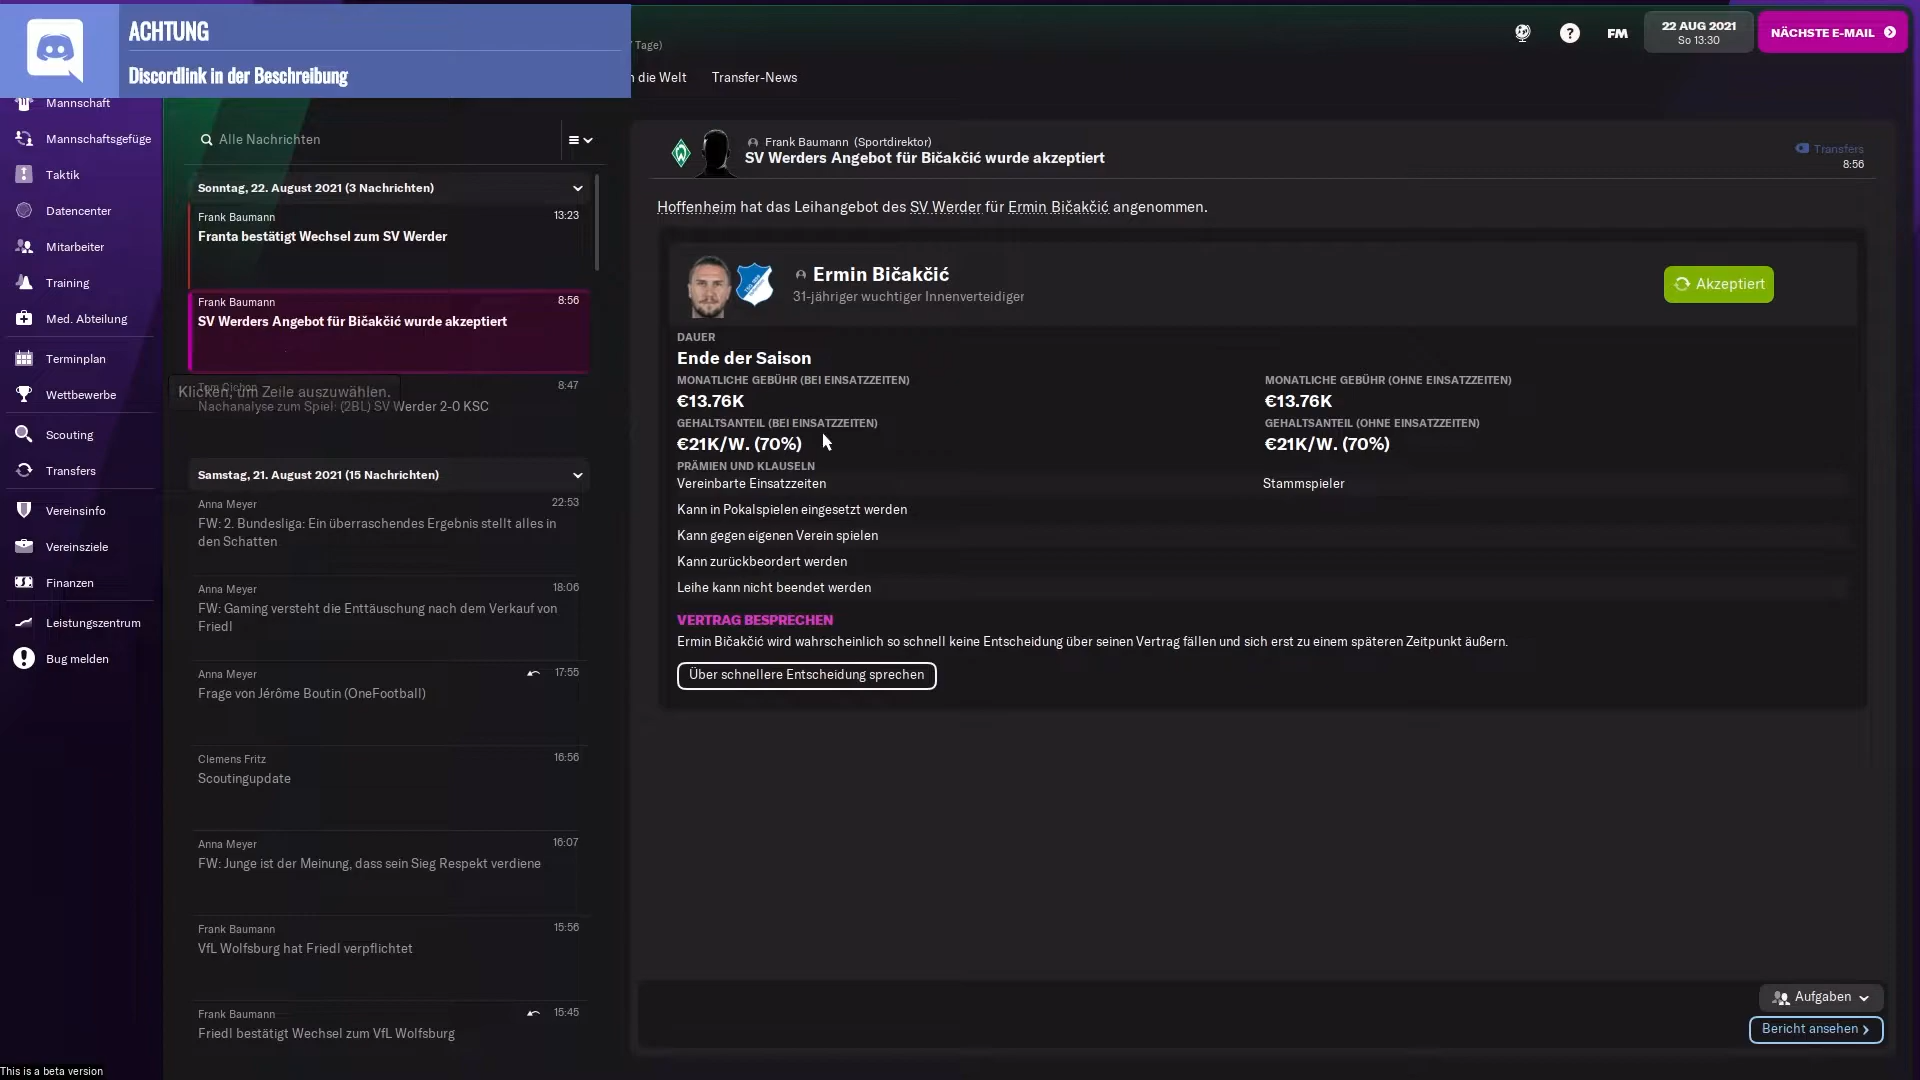 ACHTUNG
Discordlink in der Beschreibung
Tage)
die Welt
Transfer-News
FM
22 AUG 2021
So 13:30
NÄCHSTE E-MAIL
Mannschaft
Mannschaftsgefüge
Taktik
Datencenter
Mitarbeiter
Training
Med. Abteilung
Terminplan
Wettbewerbe
Scouting
Transfers
Vereinsinfo
Vereinsziele
Finanzen
Leistungszentrum
Bug melden
This is a beta version
Alle Nachrichten
Sonntag, 22. August 2021 (3 Nachrichten)
Frank Baumann 13:23
Franta bestätigt Wechsel zum SV Werder
Frank Baumann 8:56
SV Werders Angebot für Bičakčić wurde akzeptiert
Tom Cichon 8:47
Klicken, um Zeile auszuwählen.
Nachanalyse zum Spiel: (2BL) SV Werder 2-0 KSC
Samstag, 21. August 2021 (15 Nachrichten)
Anna Meyer 22:53
FW: 2. Bundesliga: Ein überraschendes Ergebnis stellt alles in
den Schatten
Anna Meyer 18:06
FW: Gaming versteht die Enttäuschung nach dem Verkauf von
Friedl
Anna Meyer 17:55
Frage von Jérôme Boutin (OneFootball)
Clemens Fritz 16:56
Scoutingupdate
Anna Meyer 16:07
FW: Junge ist der Meinung, dass sein Sieg Respekt verdiene
Frank Baumann 15:56
VfL Wolfsburg hat Friedl verpflichtet
Frank Baumann 15:45
Friedl bestätigt Wechsel zum VfL Wolfsburg
Frank Baumann (Sportdirektor)
SV Werders Angebot für Bičakčić wurde akzeptiert
Transfers
8:56
Hoffenheim hat das Leihangebot des SV Werder für Ermin Bičakčić angenommen.
Ermin Bičakčić
31-jähriger wuchtiger Innenverteidiger
Akzeptiert
DAUER
Ende der Saison
MONATLICHE GEBÜHR (BEI EINSATZZEITEN) MONATLICHE GEBÜHR (OHNE EINSATZZEITEN)
€13.76K €13.76K
GEHALTSANTEIL (BEI EINSATZZEITEN) GEHALTSANTEIL (OHNE EINSATZZEITEN)
€21K/W. (70%) €21K/W. (70%)
PRÄMIEN UND KLAUSELN
Vereinbarte Einsatzzeiten Stammspieler
Kann in Pokalspielen eingesetzt werden
Kann gegen eigenen Verein spielen
Kann zurückbeordert werden
Leihe kann nicht beendet werden
VERTRAG BESPRECHEN
Ermin Bičakčić wird wahrscheinlich so schnell keine Entscheidung über seinen Vertrag fällen und sich erst zu einem späteren Zeitpunkt äußern.
Über schnellere Entscheidung sprechen
Aufgaben
Bericht ansehen